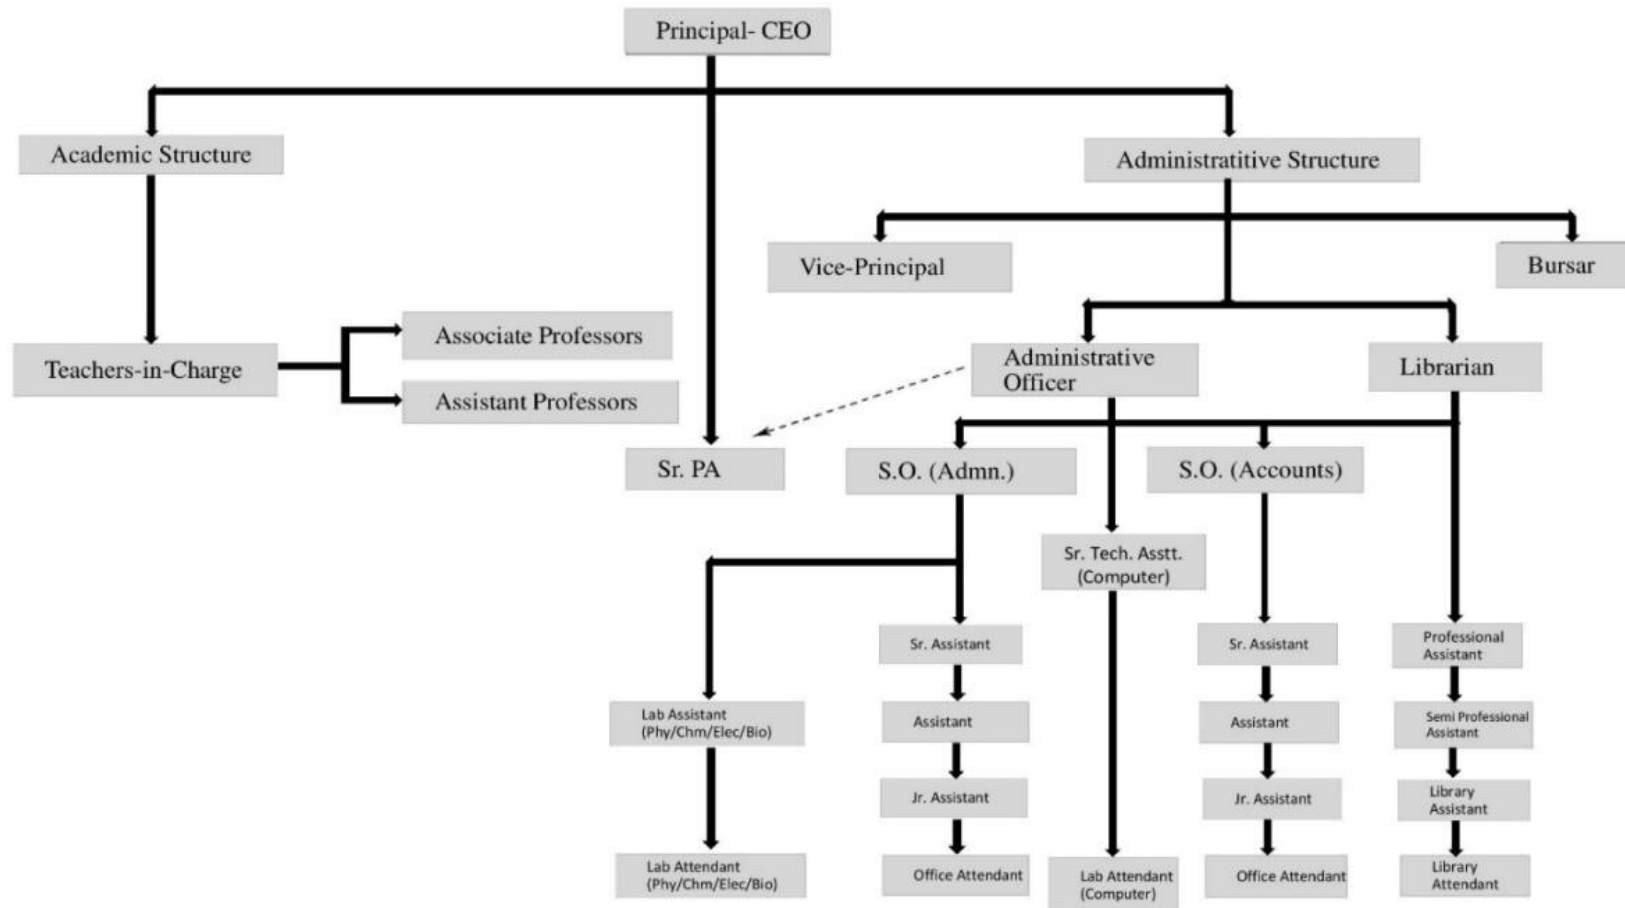 Principal- CEO
Academic Structure
Administratitive Structure
Vice-Principal
Bursar
Associate Professors
Teachers-in-Charge
Assistant Professors
Administrative
Officer
Librarian
Sr. PA
S.O. (Admn.)
S.O. (Accounts)
Sr. Tech. Asstt.
(Computer)
Sr. Assistant
Sr. Assistant
Professional
Assistant
Lab Assistant
(Phy/Chm/Elec/Bio)
Assistant
Assistant
Semi Professional
Assistant
Jr. Assistant
Jr. Assistant
Library
Assistant
Lab Attendant
(Phy/Chm/Elec/Bio)
Office Attendant
Lab Attendant
(Computer)
Office Attendant
Library
Attendant